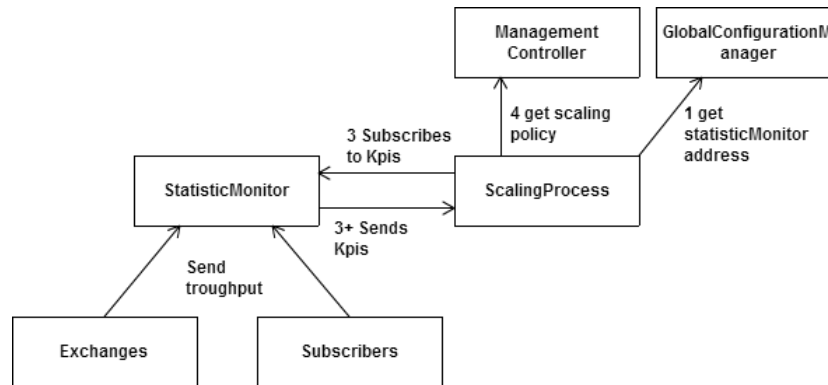 Management
Controller
GlobalConfigurationM
anager
4 get scaling
policy
1 get
statisticMonitor
address
3 Subscribes
to Kpis
StatisticMonitor
ScalingProcess
3+ Sends
Kpis
Send
troughput
Exchanges
Subscribers